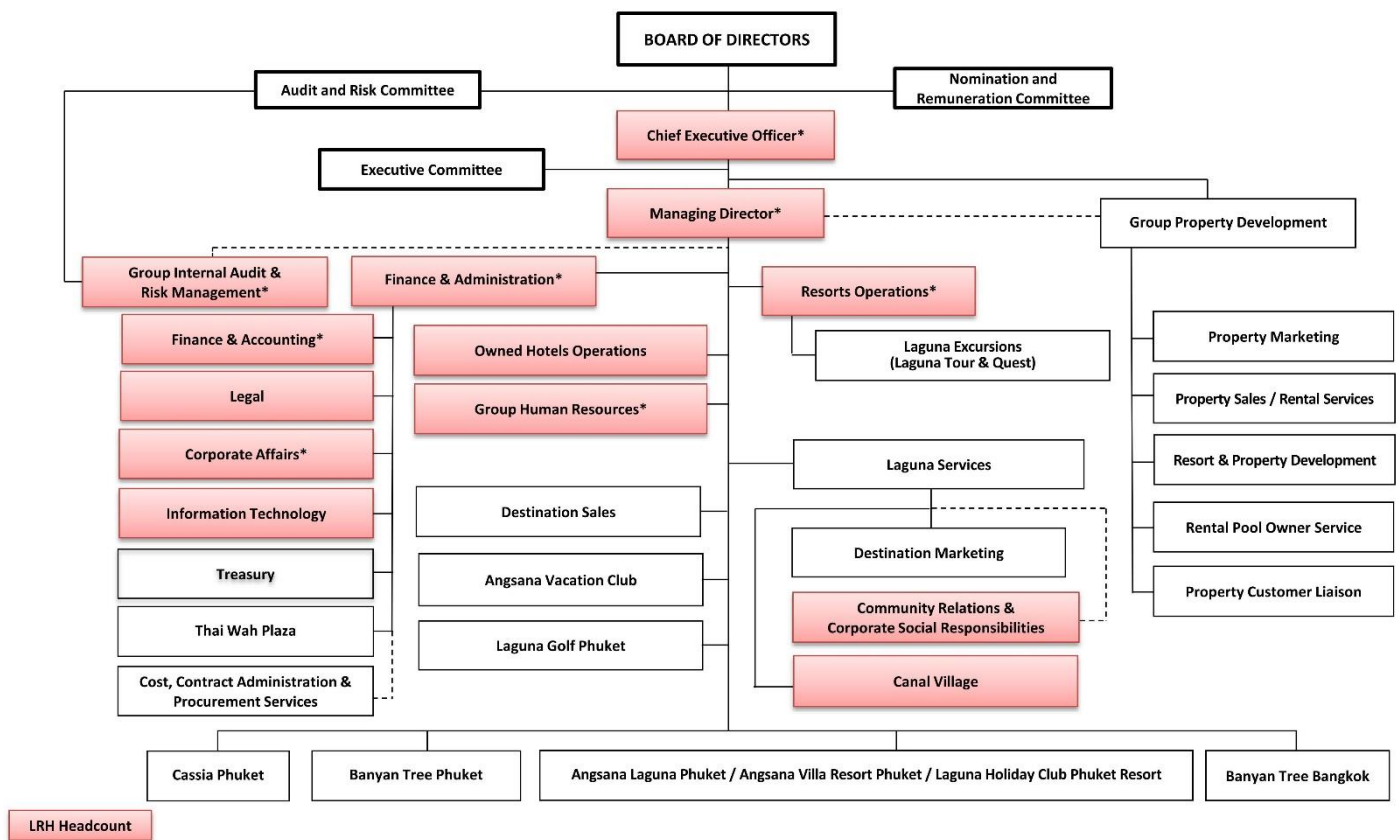 BOARD OF DIRECTORS
Audit and Risk Committee
Nomination and
Remuneration Committee
Chief Executive Officer*
Executive Committee
Managing Director*
Group Property Development
Group Internal Audit &
Risk Management*
Finance & Administration*
Resorts Operations*
Finance & Accounting*
Legal
Corporate Affairs*
Information Technology
Treasury
Thai Wah Plaza
Cost, Contract Administration &
Procurement Services
Owned Hotels Operations
Group Human Resources*
Destination Sales
Angsana Vacation Club
Laguna Golf Phuket
Laguna Excursions
(Laguna Tour & Quest)
Laguna Services
Destination Marketing
Community Relations &
Corporate Social Responsibilities
Canal Village
Property Marketing
Property Sales / Rental Services
Resort & Property Development
Rental Pool Owner Service
Property Customer Liaison
Cassia Phuket
Banyan Tree Phuket
Angsana Laguna Phuket / Angsana Villa Resort Phuket / Laguna Holiday Club Phuket Resort
Banyan Tree Bangkok
LRH Headcount